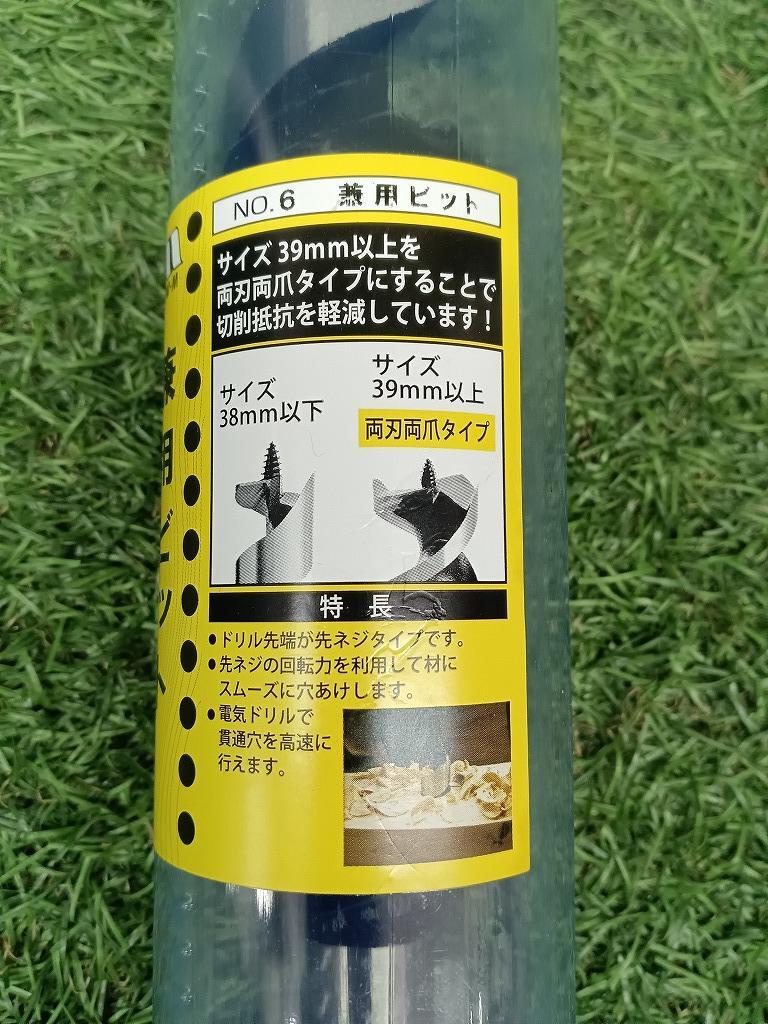 NO.6 兼用ビット
サイズ 39mm以上を
両刃両爪タイプにすることで
切削抵抗を軽減しています!
サイズ
38mm以下
サイズ
39mm以上
両刃両爪タイプ
特長
•ドリル先端が先ネジタイプです。
•先ネジの回転力を利用して材に
スムーズに穴あけします。
•電気ドリルで
貫通穴を高速に
行えます。
兼用ビット